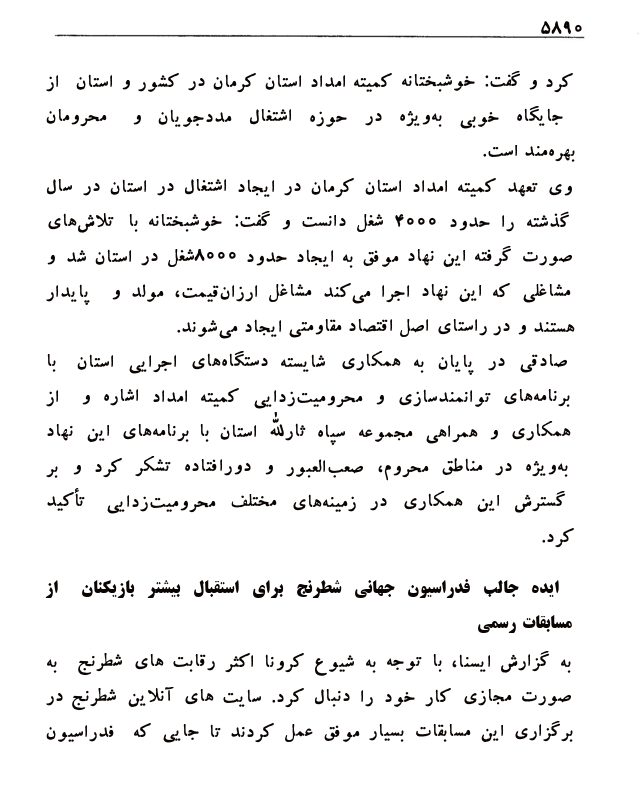 ۵۸۹۰
کرد و گفت: خوشبختانه کمیته امداد استان کرمان در کشور و استان از
جایگاه خوبی به‌ویژه در حوزه اشتغال مددجویان و محرومان
بهره‌مند است.
وی تعهد کمیته امداد استان کرمان در ایجاد اشتغال در استان در سال
گذشته را حدود ۴۰۰۰ شغل دانست و گفت: خوشبختانه با تلاش‌های
صورت گرفته این نهاد موفق به ایجاد حدود ۸۰۰۰شغل در استان شد و
مشاغلی که این نهاد اجرا می‌کند مشاغل ارزان‌قیمت، مولد و پایدار
هستند و در راستای اصل اقتصاد مقاومتی ایجاد می‌شوند.
صادقی در پایان به همکاری شایسته دستگاه‌های اجرایی استان با
برنامه‌های توانمندسازی و محرومیت‌زدایی کمیته امداد اشاره و از
همکاری و همراهی مجموعه سپاه ثارلله استان با برنامه‌های این نهاد
به‌ویژه در مناطق محروم، صعب‌العبور و دورافتاده تشکر کرد و بر
گسترش این همکاری در زمینه‌های مختلف محرومیت‌زدایی تأکید
کرد.
ایده جالب فدراسیون جهانی شطرنج برای استقبال بیشتر بازیکنان از
مسابقات رسمی
به گزارش ایسنا، با توجه به شیوع کرونا اکثر رقابت های شطرنج به
صورت مجازی کار خود را دنبال کرد. سایت های آنلاین شطرنج در
برگزاری این مسابقات بسیار موفق عمل کردند تا جایی که فدراسیون